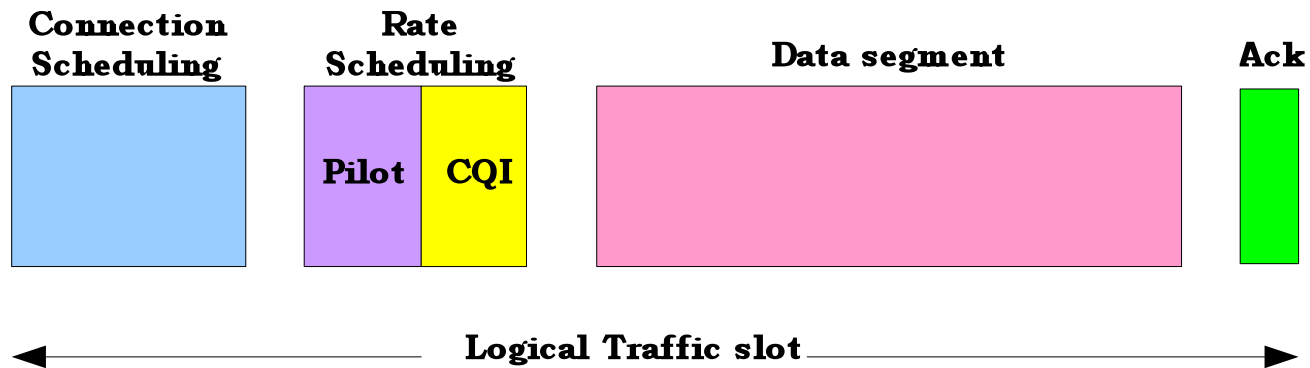 Connection
Scheduling
Rate
Scheduling
Data segment
Ack
Pilot
CQI
Logical Traffic slot